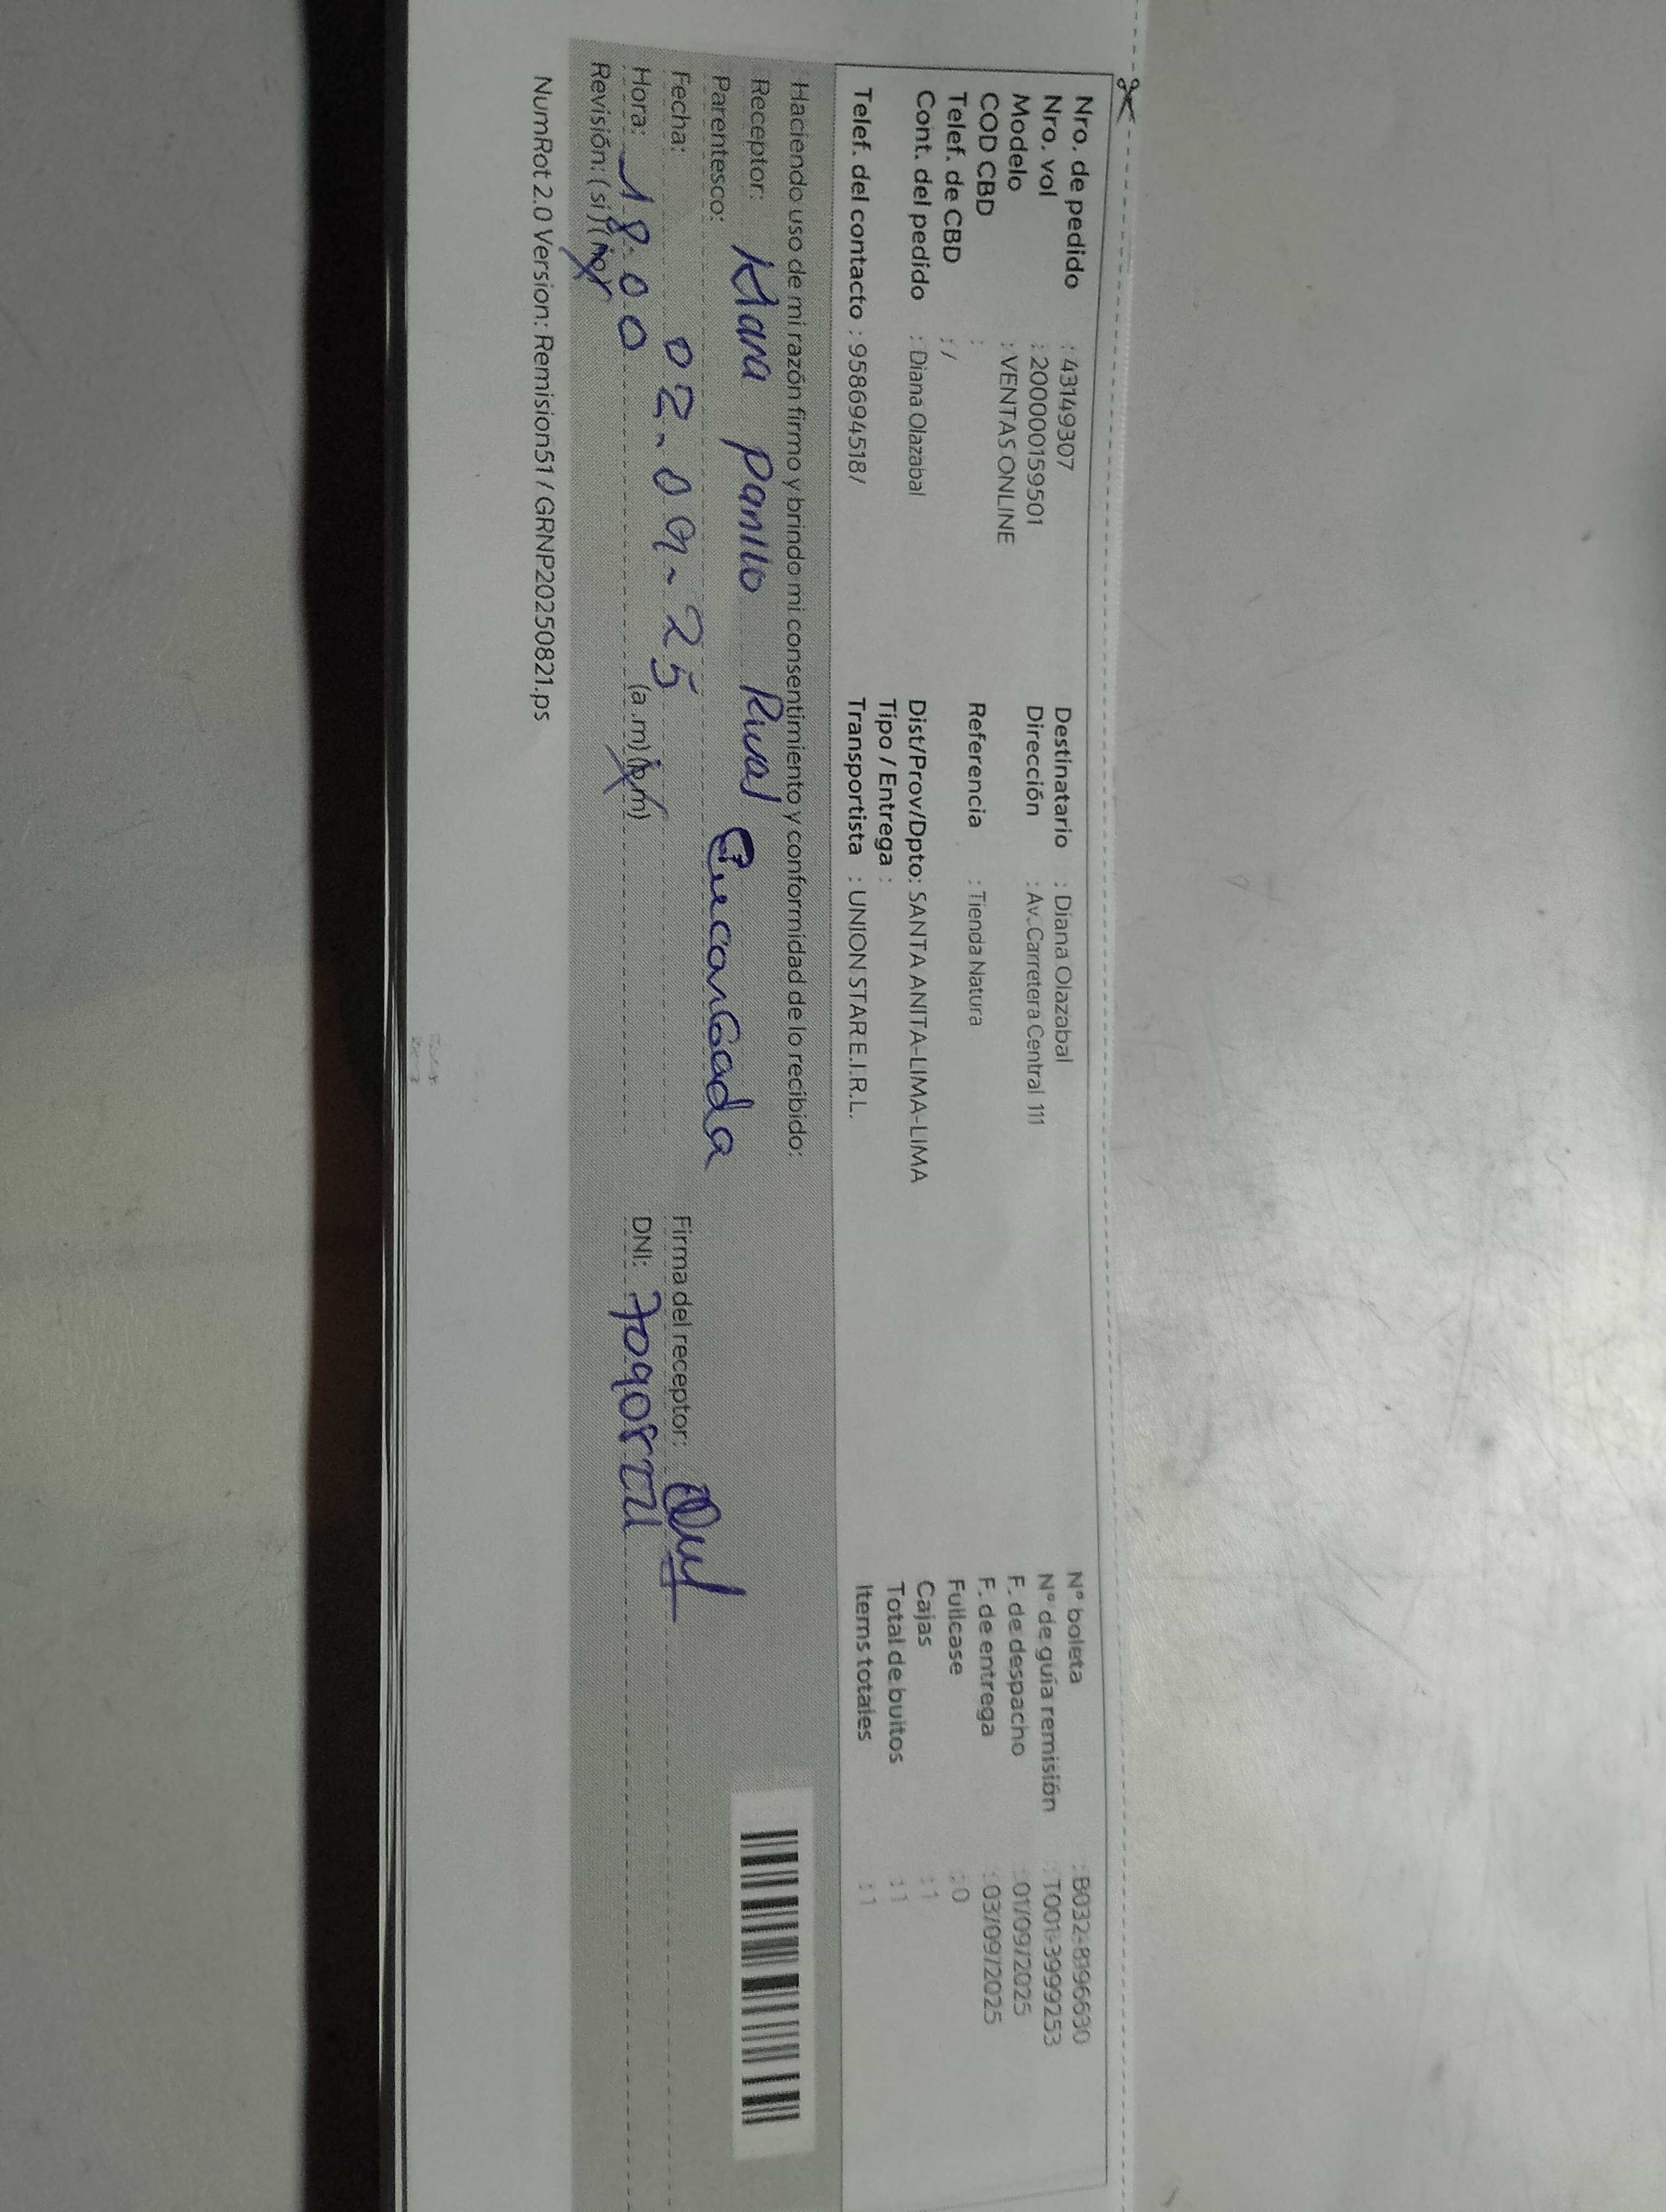 Nro. de pedido : 43149307
Nro. vol : 200000159501
Modelo : VENTAS ONLINE
COD CBD :
Telef. de CBD : /
Cont. del pedido : Diana Olazabal
Telef. del contacto : 958694518 /
Destinatario : Diana Olazabal
Dirección : Av. Carretera Central 111
Referencia : Tienda Natura
Dist/Prov/Dpto: SANTA ANITA-LIMA-LIMA
Tipo / Entrega :
Transportista : UNION STAR E.I.R.L.
N° boleta : B032-8396630
N° de guía remisión : T001-3999253
F. de despacho : 01/09/2025
F. de entrega : 03/09/2025
Fullcase : 0
Cajas : 1
Total de bultos : 1
Items totales : 1
Haciendo uso de mi razón firmo y brindo mi consentimiento y conformidad de lo recibido:
Receptor:
Parentesco: Encargada
Fecha: 02-09-25
Firma del receptor:
Hora: 18:00 (a.m) (p.m)
DNI:
Revisión: (si) (no)
NumRot 2.0 Version: Remision51 / GRNP20250821.ps